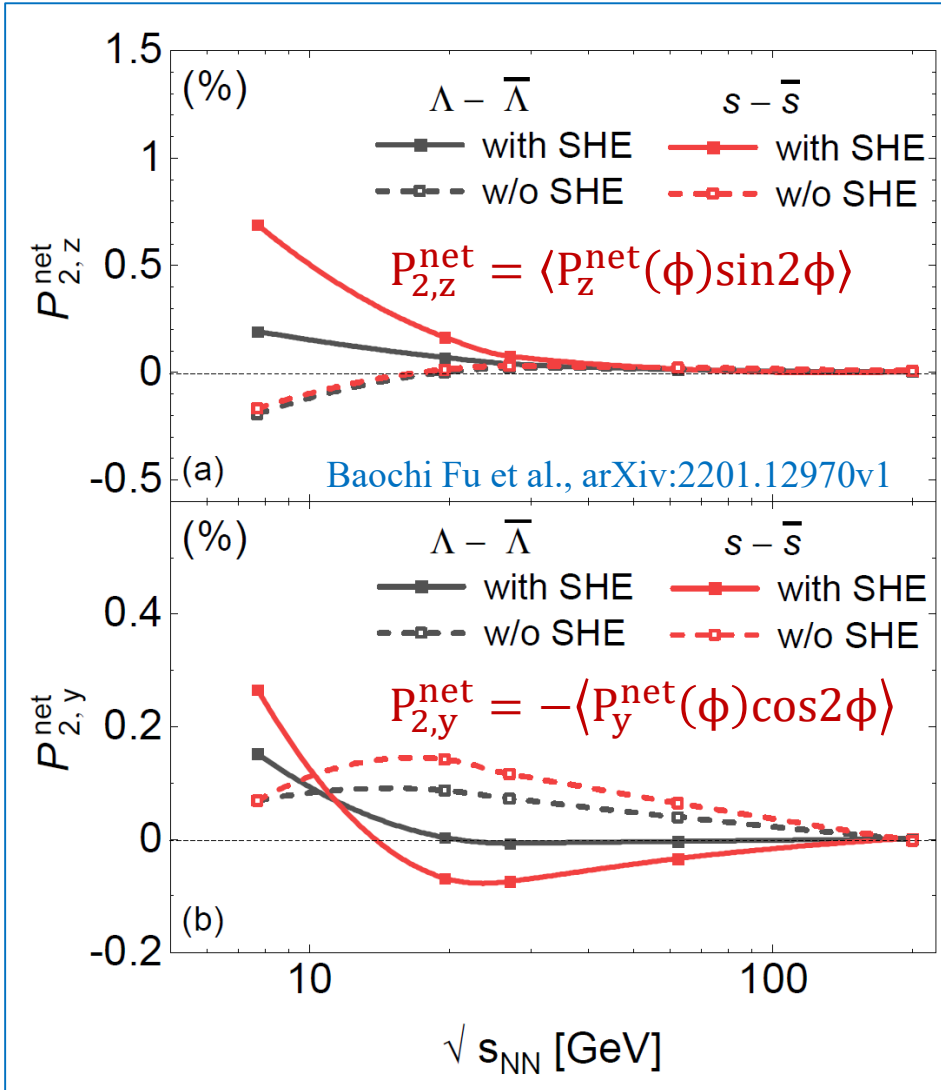 1.5
(%)
Λ – Λ̅ s – s̅
with SHE with SHE
1
w/o SHE w/o SHE
P^net_2,z
0.5
P^net_2,z = ⟨P^net_z(ϕ)sin2ϕ⟩
0
(a)
-0.5
Baochi Fu et al., arXiv:2201.12970v1
(%)
Λ – Λ̅ s – s̅
with SHE with SHE
0.4
w/o SHE w/o SHE
P^net_2,y
0.2
P^net_2,y = −⟨P^net_y(ϕ)cos2ϕ⟩
0
(b)
-0.2
10 100
√ s_NN [GeV]